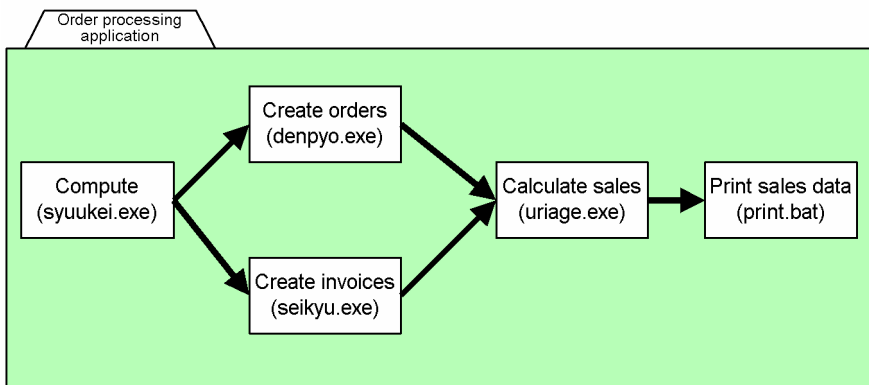 Order processing
application
Compute
(syuukei.exe)
Create orders
(denpyo.exe)
Create invoices
(seikyu.exe)
Calculate sales
(uriage.exe)
Print sales data
(print.bat)